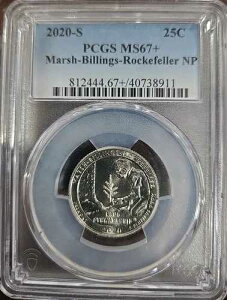 2020-S 25C
PCGS MS67+
Marsh-Billings-Rockefeller NP
812444.67+/40738911